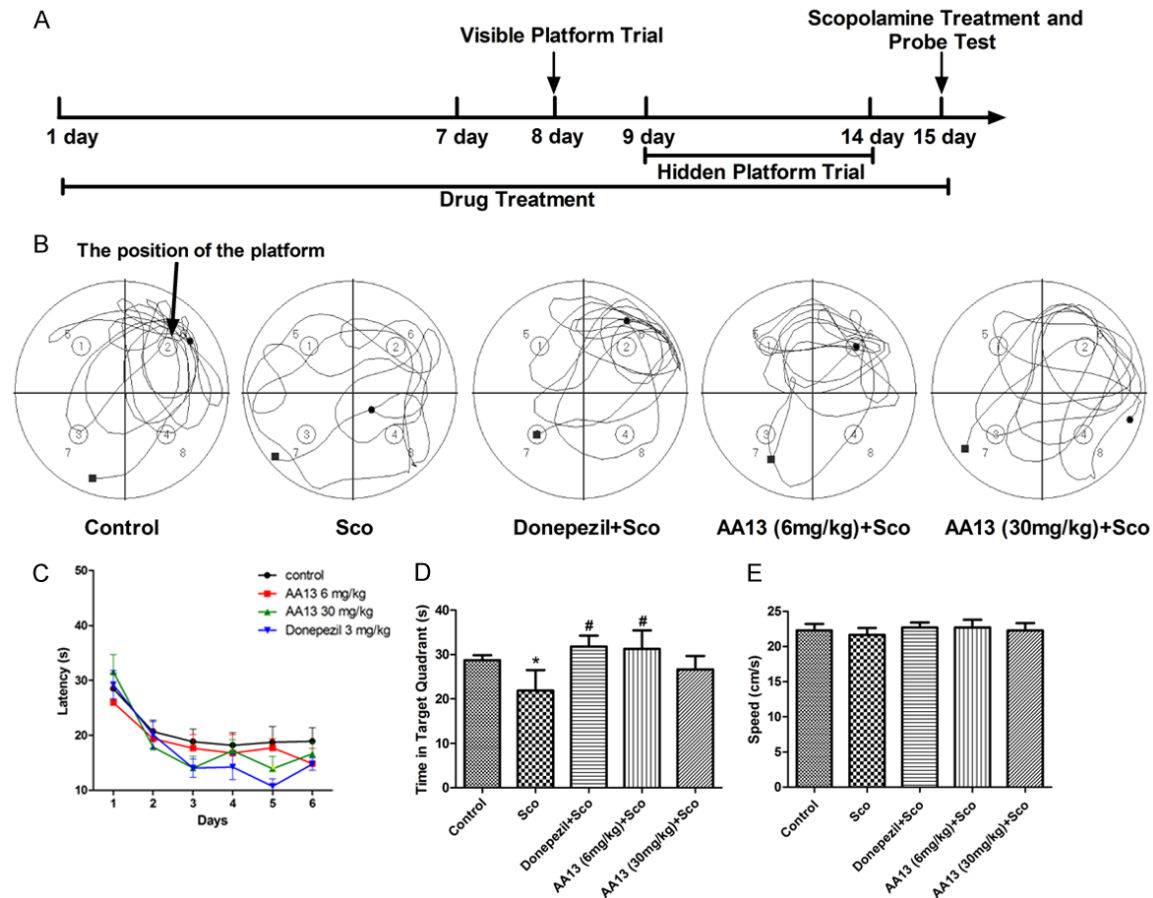 A
Visible Platform Trial
Scopolamine Treatment and
Probe Test
1 day
7 day
8 day
9 day
14 day
15 day
Hidden Platform Trial
Drug Treatment
B
The position of the platform
5
1
2
3
4
7
8
5
6
1
2
3
4
7
8
5
6
1
2
3
4
7
8
5
6
1
3
4
7
8
5
6
1
2
3
4
7
8
Control
Sco
Donepezil+Sco
AA13 (6mg/kg)+Sco
AA13 (30mg/kg)+Sco
C
50
40
30
20
10
Latency (s)
control
AA13 6 mg/kg
AA13 30 mg/kg
Donepezil 3 mg/kg
1 2 3 4 5 6
Days
D
40
30
20
10
0
Time in Target Quadrant (s)
*
#
#
Control
Sco
Donepezil+Sco
AA13 (6mg/kg)+Sco
AA13 (30mg/kg)+Sco
E
25
20
15
10
5
0
Speed (cm/s)
Control
Sco
Donepezil+Sco
AA13 (6mg/kg)+Sco
AA13 (30mg/kg)+Sco